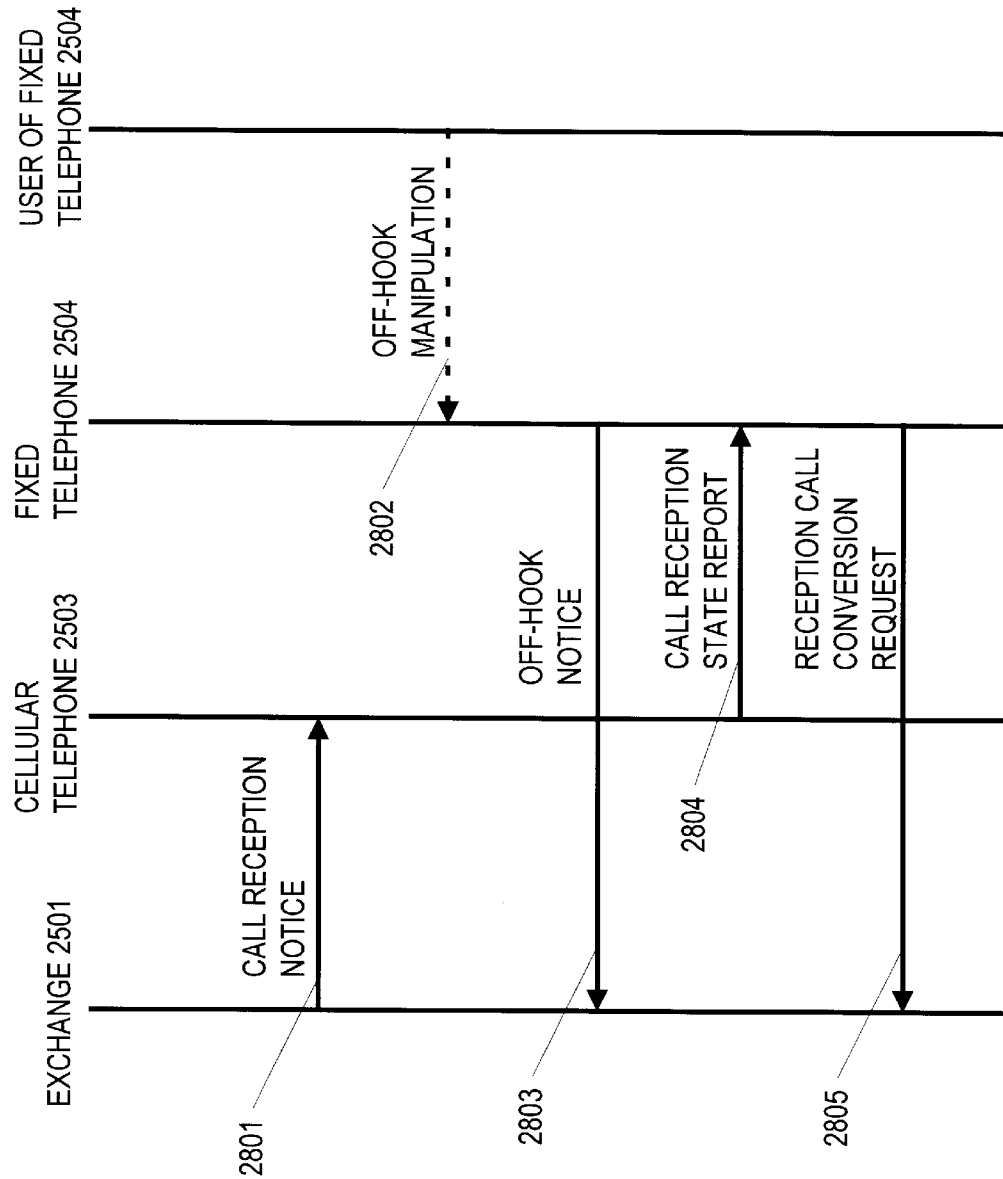 EXCHANGE 2501
CELLULAR
TELEPHONE 2503
FIXED
TELEPHONE 2504
USER OF FIXED
TELEPHONE 2504
2801
CALL RECEPTION
NOTICE
OFF-HOOK
MANIPULATION
2802
OFF-HOOK
NOTICE
2803
CALL RECEPTION
STATE REPORT
2804
RECEPTION CALL
CONVERSION
REQUEST
2805